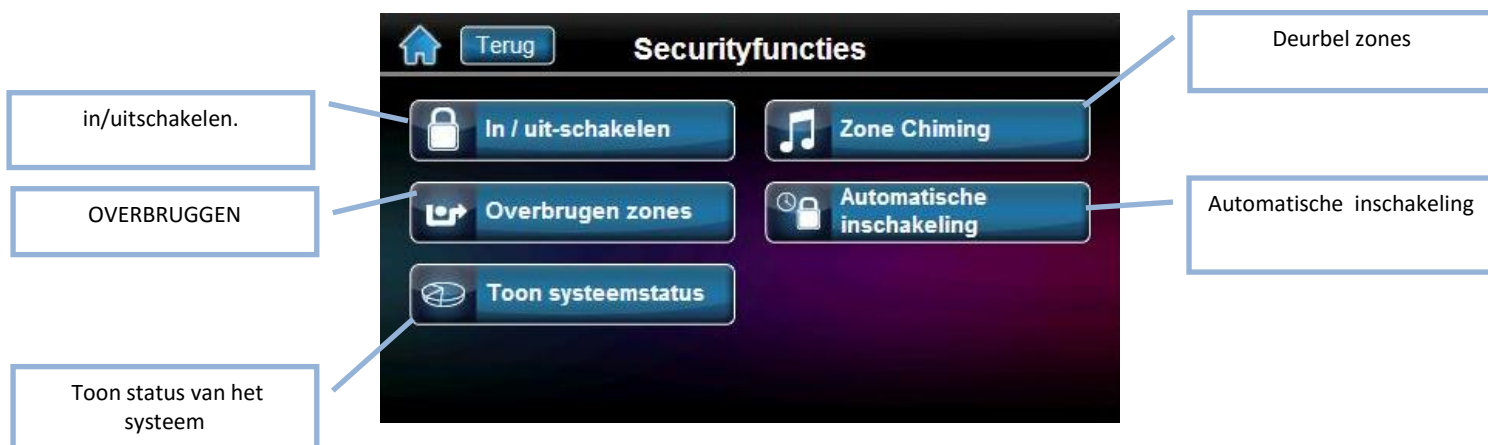 Terug
Securityfuncties
Deurbel zones
in/uitschakelen.
In / uit-schakelen
Zone Chiming
OVERBRUGGEN
Overbrugen zones
Automatische
inschakeling
Automatische inschakeling
Toon systeemstatus
Toon status van het
systeem